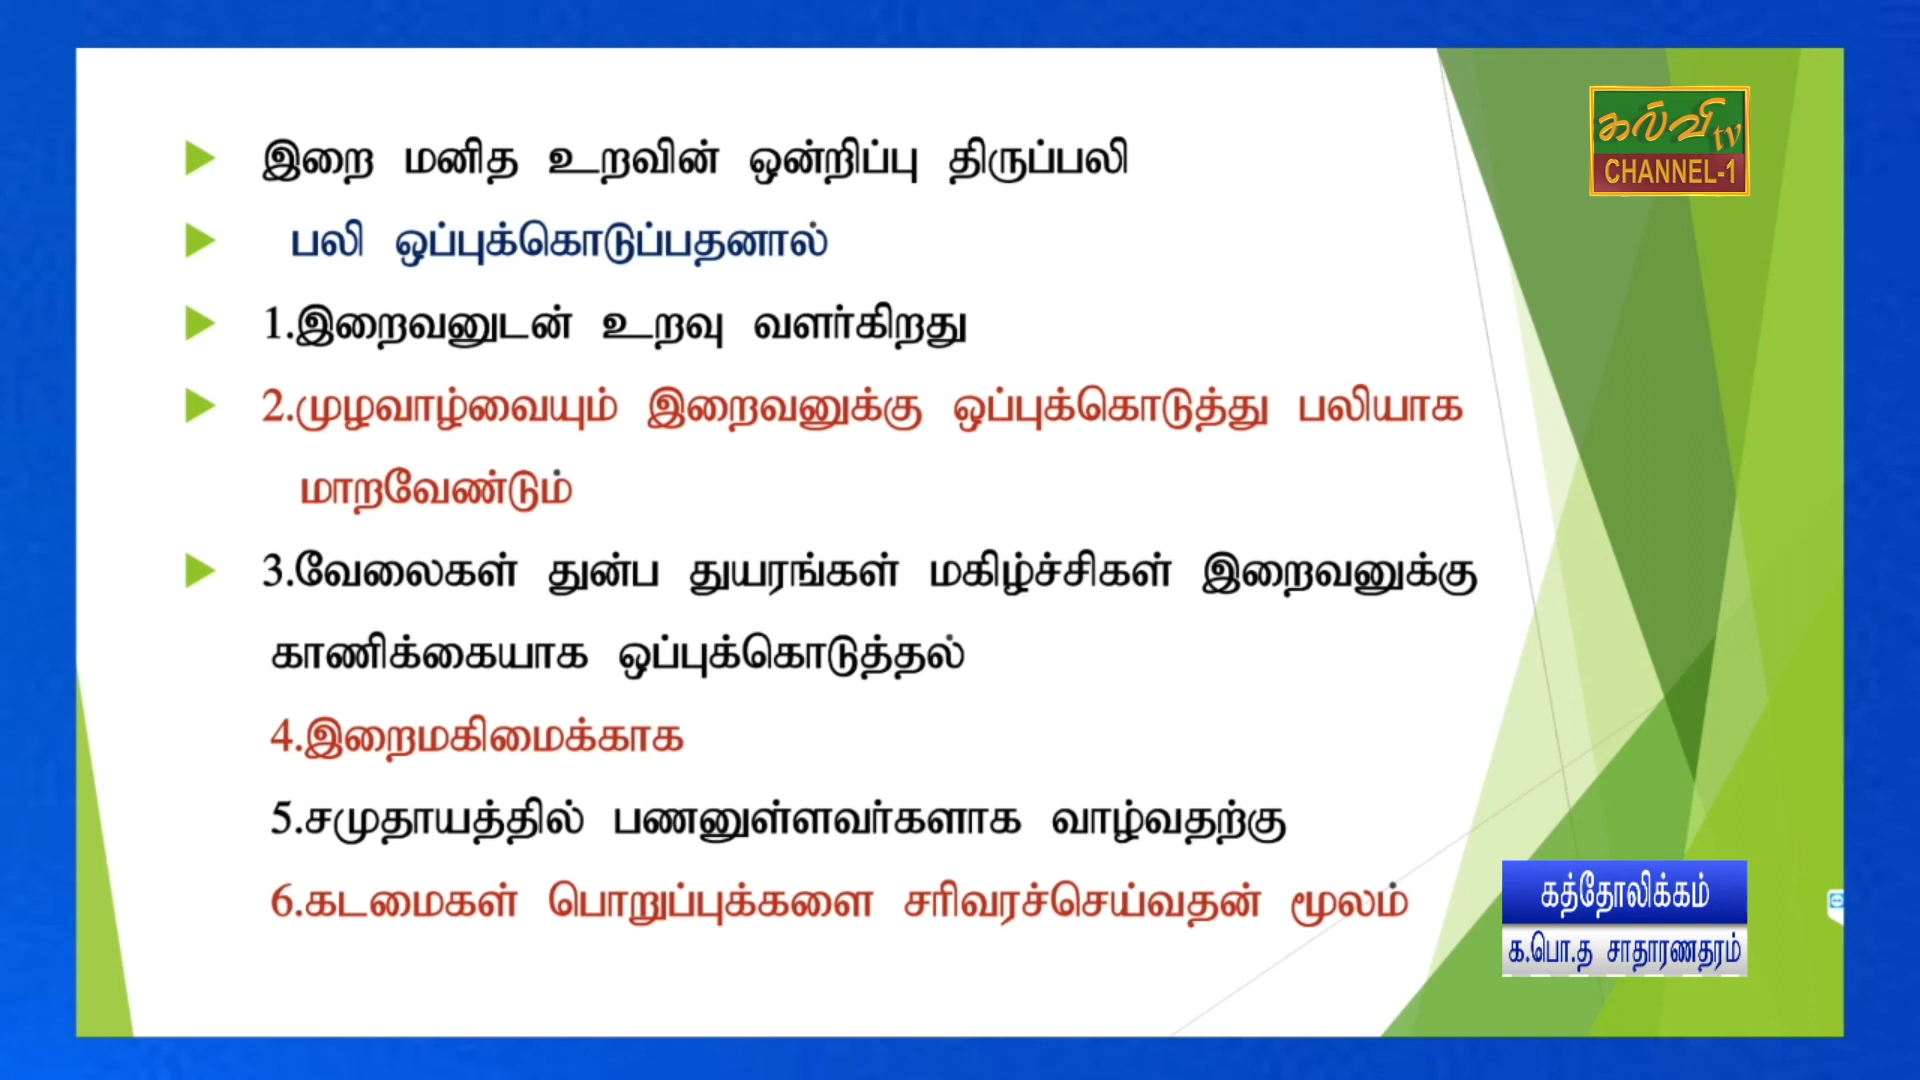 கல்வி tv
CHANNEL-1
இறை மனித உறவின் ஒன்றிப்பு திருப்பலி
பலி ஒப்புக்கொடுப்பதனால்
1.இறைவனுடன் உறவு வளர்கிறது
2.முழவாழ்வையும் இறைவனுக்கு ஒப்புக்கொடுத்து பலியாக
மாறவேண்டும்
3.வேலைகள் துன்ப துயரங்கள் மகிழ்ச்சிகள் இறைவனுக்கு
காணிக்கையாக ஒப்புக்கொடுத்தல்
4.இறைமகிமைக்காக
5.சமுதாயத்தில் பணனுள்ளவர்களாக வாழ்வதற்கு
6.கடமைகள் பொறுப்புக்களை சரிவரச்செய்வதன் மூலம்
கத்தோலிக்கம்
க.பொ.த சாதாரணதரம்